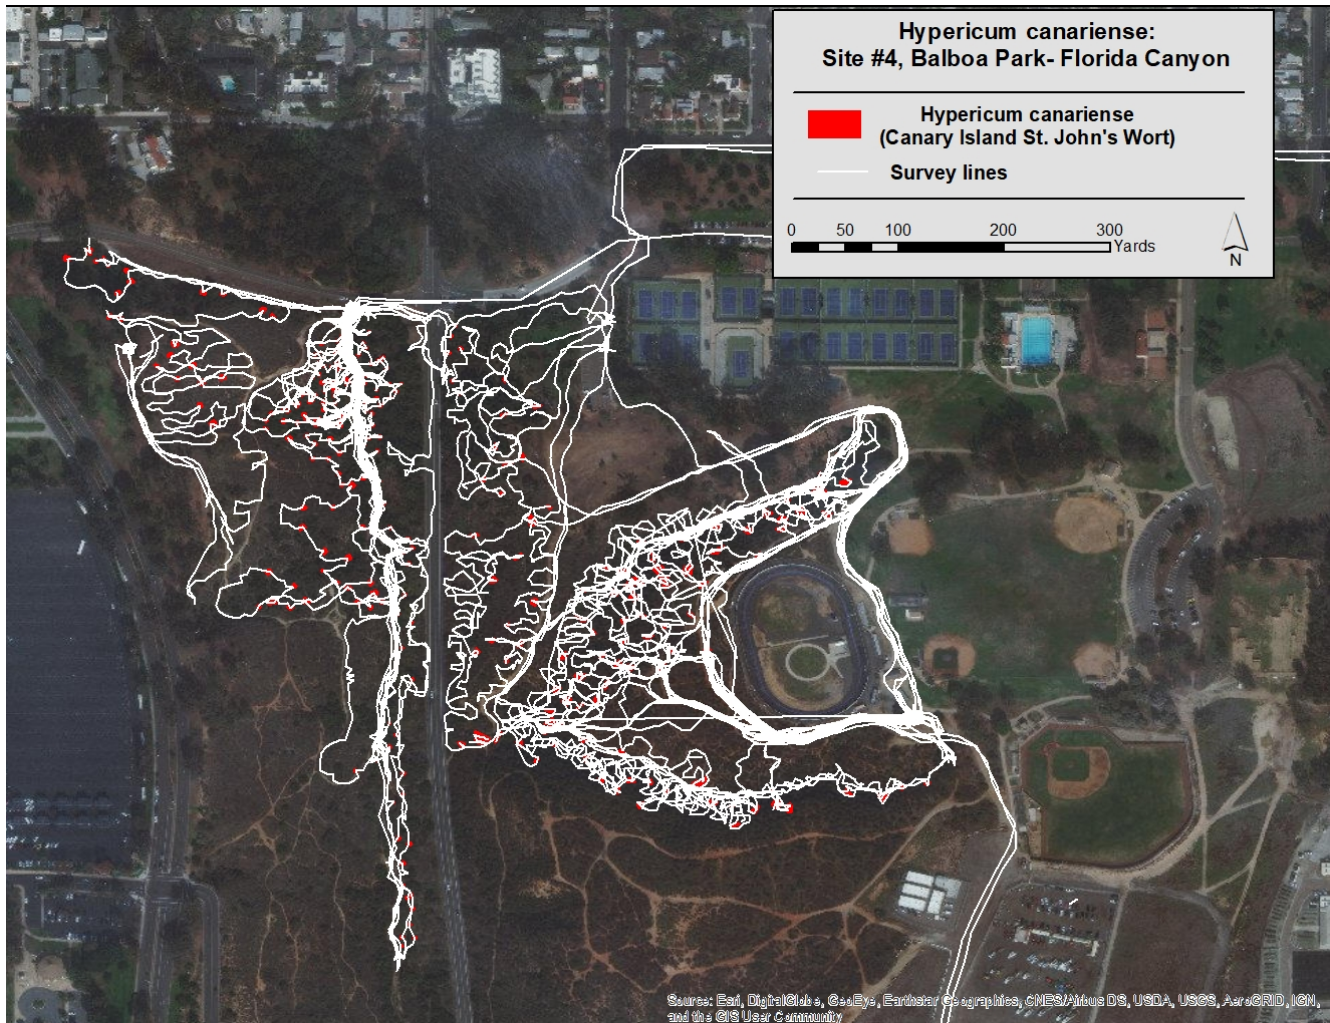 Hypericum canariense:
Site #4, Balboa Park- Florida Canyon
Hypericum canariense
(Canary Island St. John's Wort)
Survey lines
0 50 100 200 300
Yards
N
Source: Esri, DigitalGlobe, GeoEye, Earthstar Geographics, CNES/Airbus DS, USDA, USGS, AeroGRID, IGN,
and the GIS User Community